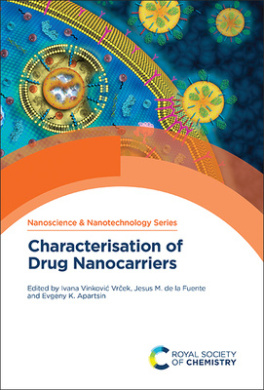 Nanoscience & Nanotechnology Series
Characterisation of
Drug Nanocarriers
Edited by Ivana Vinković Vrček, Jesus M. de la Fuente
and Evgeny K. Apartsin
ROYAL SOCIETY
OF CHEMISTRY